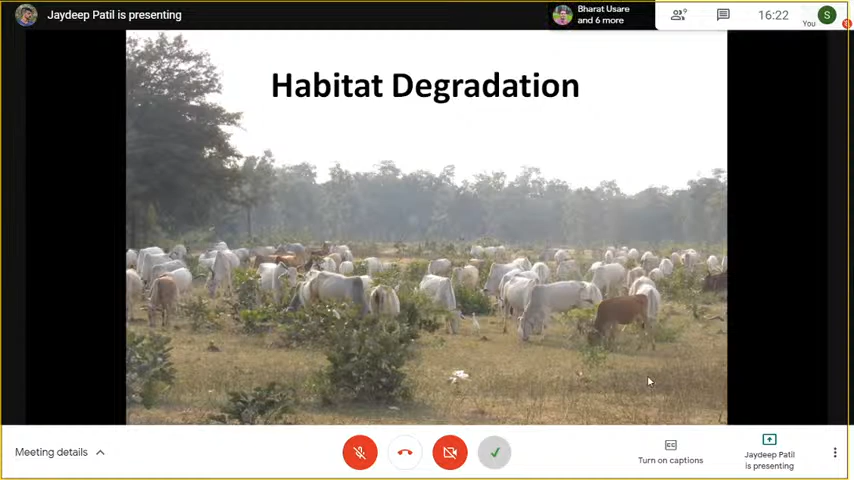 Jaydeep Patil is presenting
Bharat Usare
and 6 more
16:22
You
S
Habitat Degradation
Meeting details
CC
Turn on captions
Jaydeep Patil
is presenting